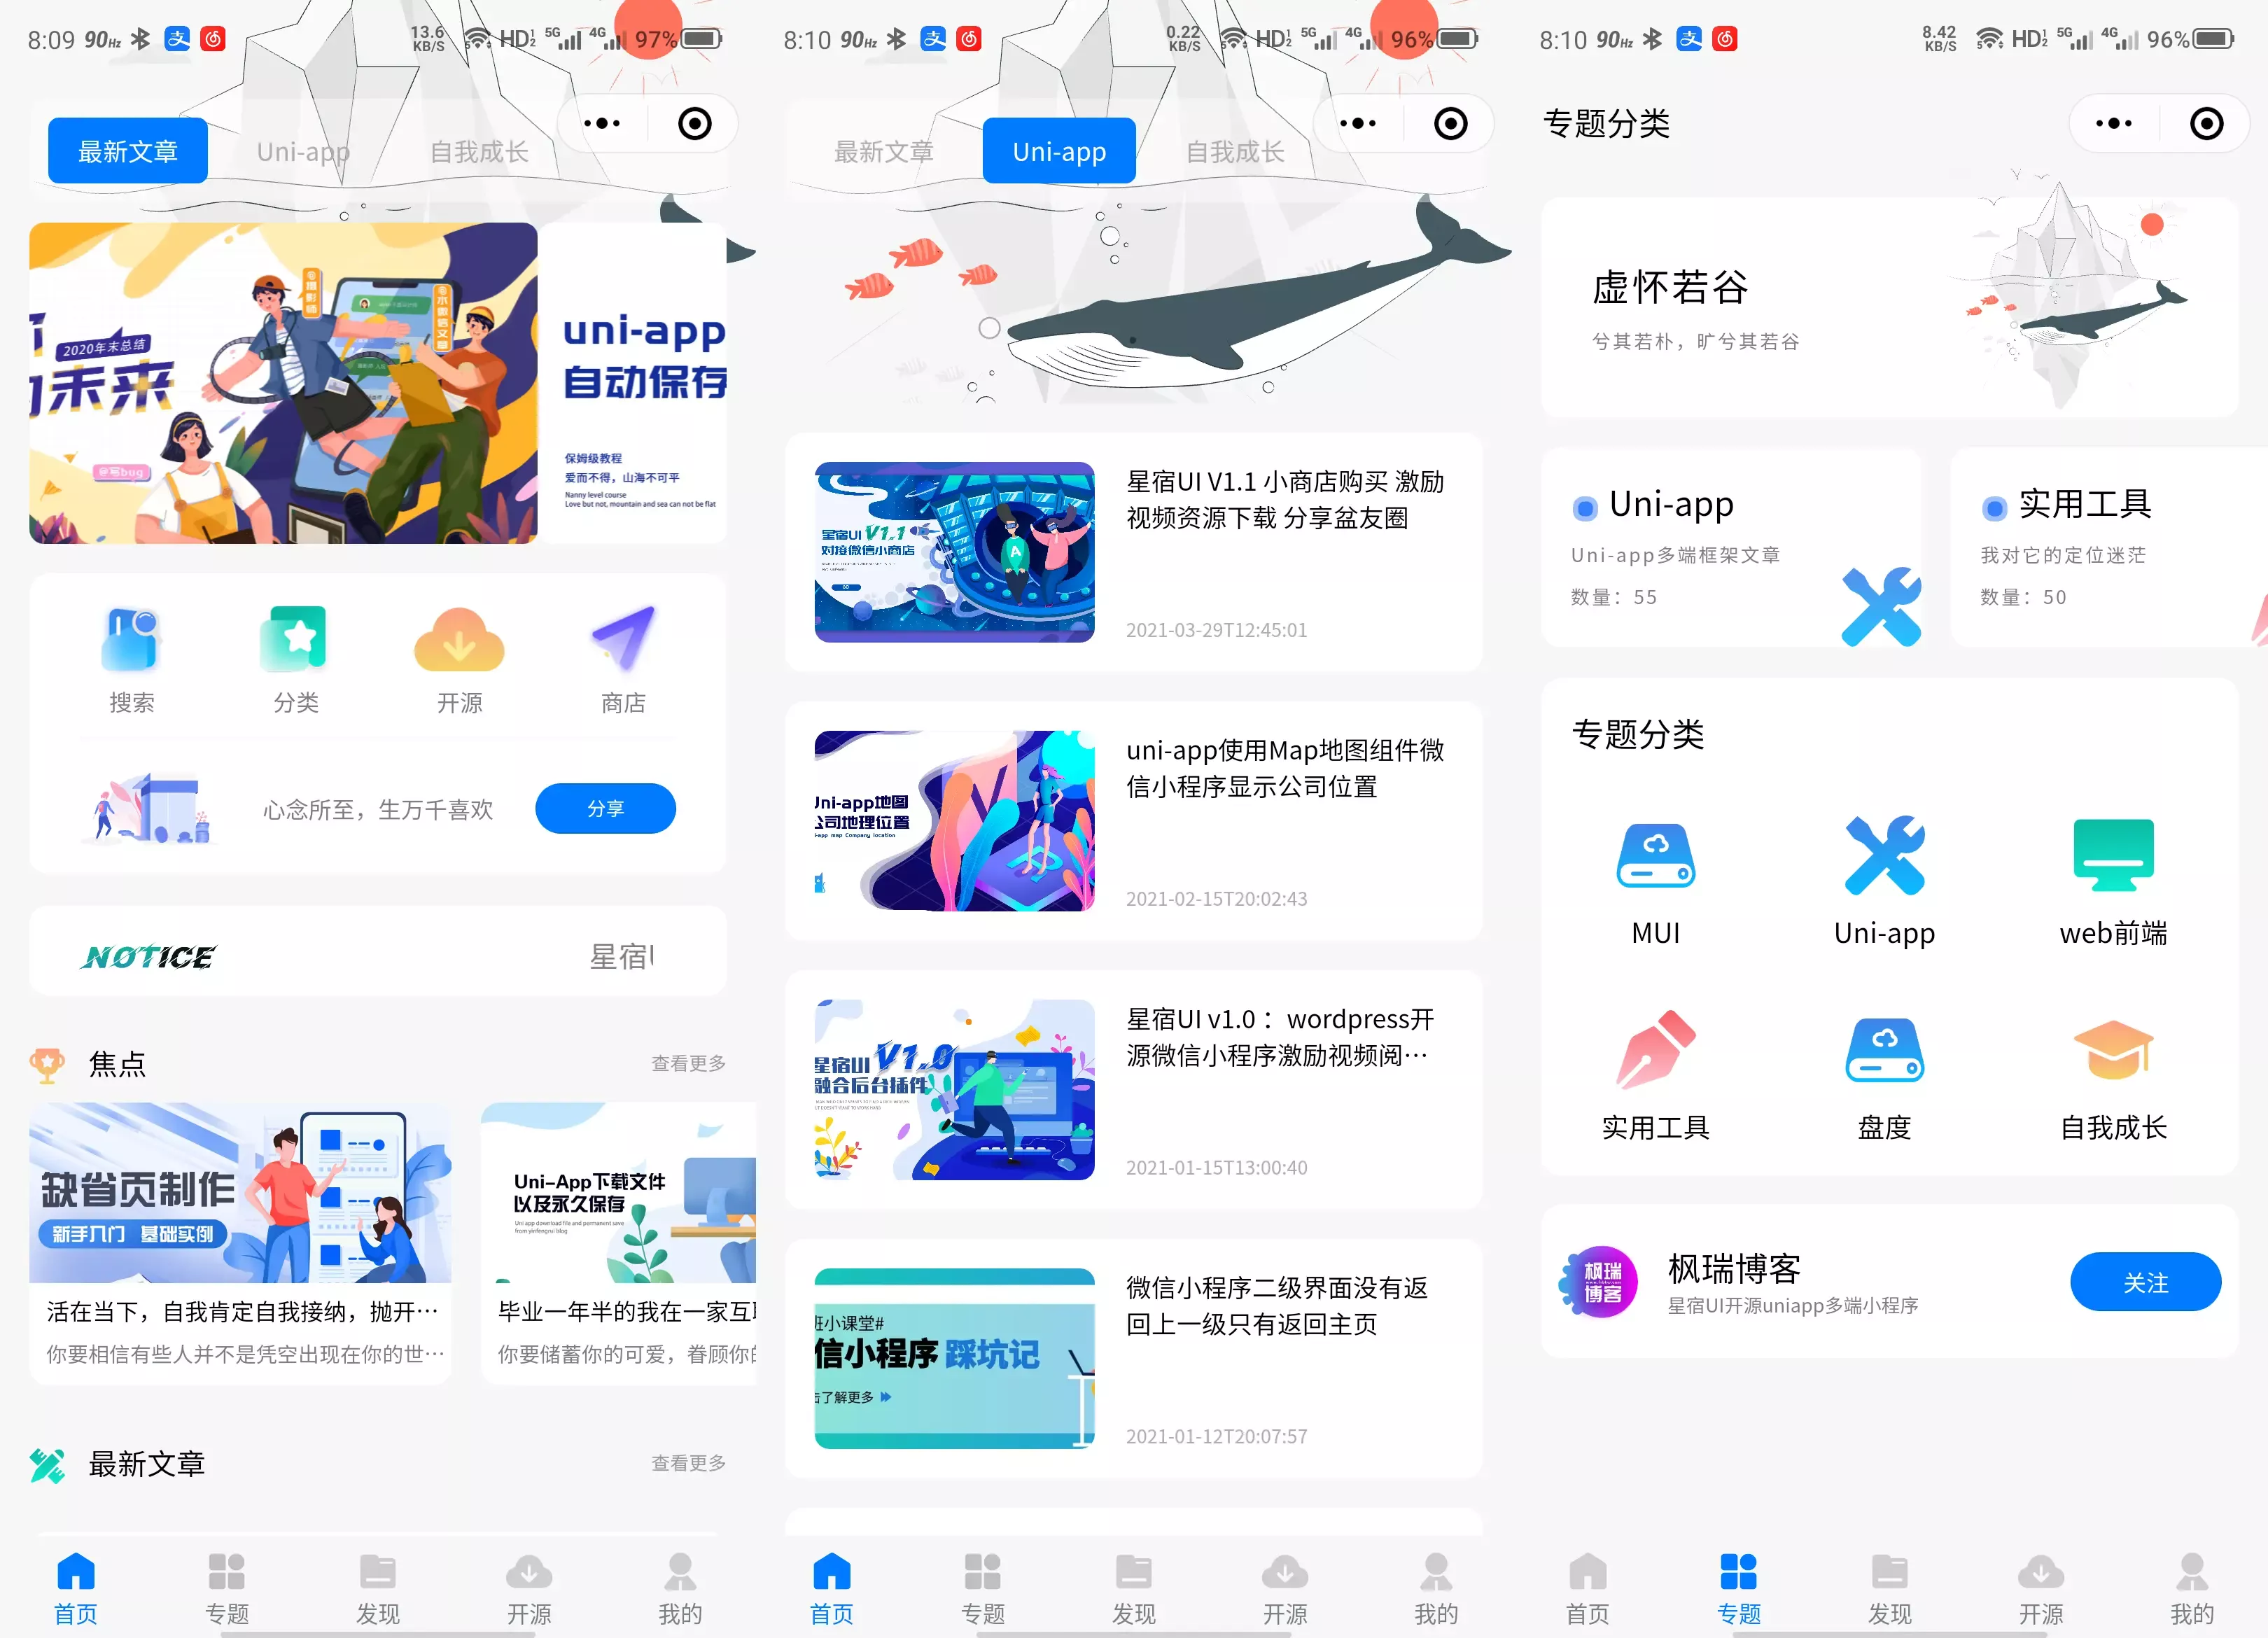 8:09 90Hz 13.6 KB/S HD 5G 4G 97%
最新文章 Uni-app 自我成长
2020年末总结
未来
@易bug
uni-app
自动保存
保姆级教程
爱而不得，山海不可平
Nanny level course
Love but not, mountain and sea can not be flat
搜索 分类 开源 商店
心念所至，生万千喜欢 分享
NOTICE 星宿
焦点 查看更多
缺省页制作
新手入门 基础实例
Uni-App下载文件
以及永久保存
Uni app download file and permanent save
from yinfengrui blog
活在当下，自我肯定自我接纳，抛开…
你要相信有些人并不是凭空出现在你的世…
毕业一年半的我在一家互
你要储蓄你的可爱，眷顾你
最新文章 查看更多
首页 专题 发现 开源 我的
8:10 90Hz 0.22 KB/S HD 5G 4G 96%
最新文章 Uni-app 自我成长
星宿UI V1.1
对接微信小商店
星宿UI V1.1 小商店购买 激励
视频资源下载 分享盆友圈
2021-03-29T12:45:01
Uni-app地图
公司地理位置
i-app map Company location
uni-app使用Map地图组件微
信小程序显示公司位置
2021-02-15T20:02:43
星宿UI V1.0
融合后台插件
星宿UI v1.0 ：wordpress开
源微信小程序激励视频阅…
2021-01-15T13:00:40
班小课堂#
信小程序 踩坑记
击了解更多
微信小程序二级界面没有返
回上一级只有返回主页
2021-01-12T20:07:57
首页 专题 发现 开源 我的
8:10 90Hz 8.42 KB/S HD 5G 4G 96%
专题分类
虚怀若谷
兮其若朴，旷兮其若谷
Uni-app
Uni-app多端框架文章
数量：55
实用工具
我对它的定位迷茫
数量：50
专题分类
MUI Uni-app web前端
实用工具 盘度 自我成长
枫瑞
博客
枫瑞博客
星宿UI开源uniapp多端小程序
关注
首页 专题 发现 开源 我的